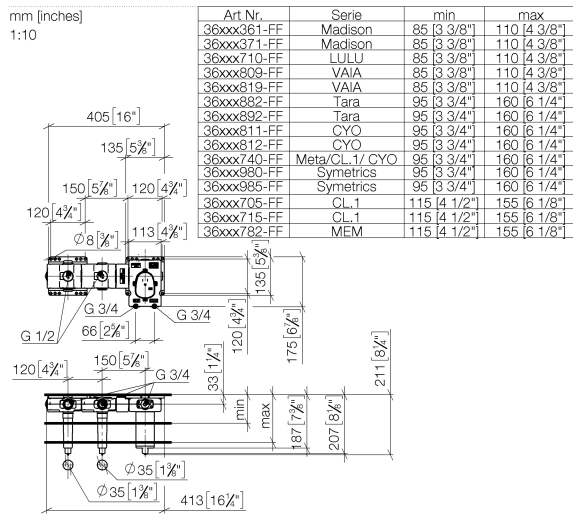 mm [inches]
1:10
Art Nr. Serie min max
36xxx361-FF Madison 85 [3 3/8"] 110 [4 3/8"]
36xxx371-FF Madison 85 [3 3/8"] 110 [4 3/8"]
36xxx710-FF LULU 85 [3 3/8"] 110 [4 3/8"]
36xxx809-FF VAIA 85 [3 3/8"] 110 [4 3/8"]
36xxx819-FF VAIA 85 [3 3/8"] 110 [4 3/8"]
36xxx882-FF Tara 95 [3 3/4"] 160 [6 1/4"]
36xxx892-FF Tara 95 [3 3/4"] 160 [6 1/4"]
36xxx811-FF CYO 95 [3 3/4"] 160 [6 1/4"]
36xxx812-FF CYO 95 [3 3/4"] 160 [6 1/4"]
36xxx740-FF Meta/CL.1/ CYO 95 [3 3/4"] 160 [6 1/4"]
36xxx980-FF Symetrics 95 [3 3/4"] 160 [6 1/4"]
36xxx985-FF Symetrics 95 [3 3/4"] 160 [6 1/4"]
36xxx705-FF CL.1 115 [4 1/2"] 155 [6 1/8"]
36xxx715-FF CL.1 115 [4 1/2"] 155 [6 1/8"]
36xxx782-FF MEM 115 [4 1/2"] 155 [6 1/8"]
405 [16"]
135 [5⅜"]
150 [5⅞"] 120 [4¾"]
120 [4¾"] 113 [4⅜"]
Ø8 [⅜"]
135 [5⅜"]
G 3/4 G 3/4
G 1/2
66 [2⅝"]
120 [4¾"]
175 [6⅞"]
150 [5⅞"]
120 [4¾"] G 3/4
33 [1¼"]
211 [8¼"]
min
max
187 [7⅜"]
207 [8⅛"]
Ø35 [1⅜"]
Ø35 [1⅜"]
413 [16¼"]